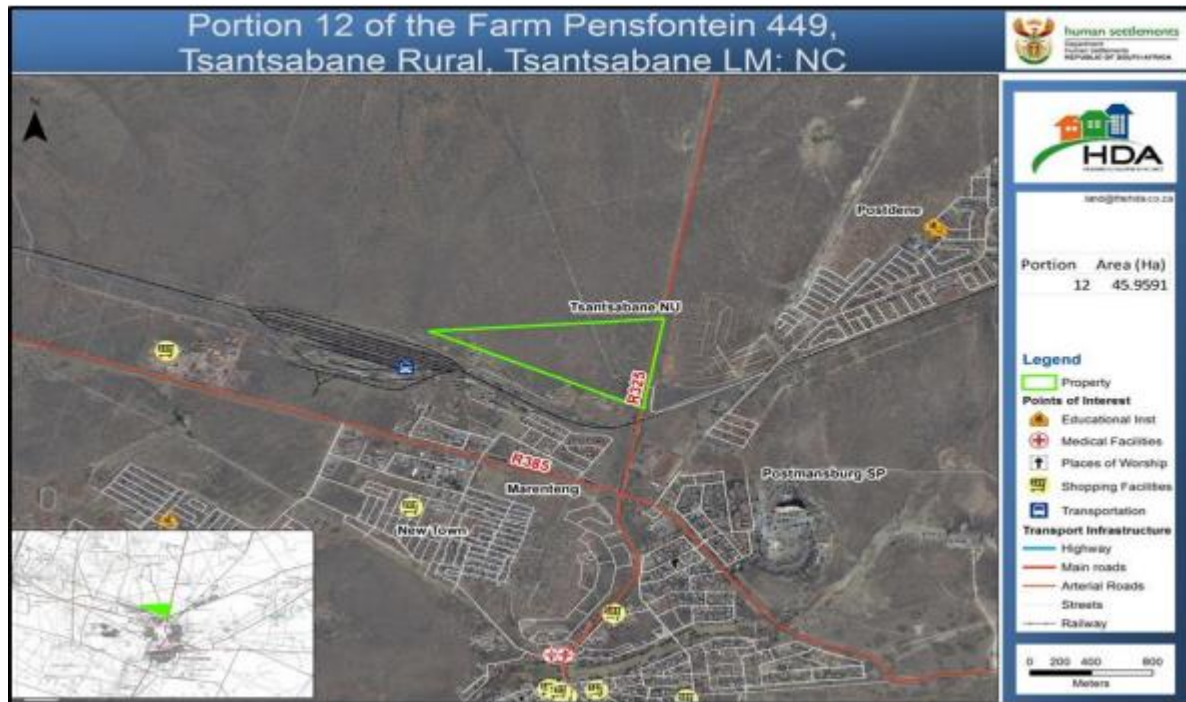 Portion 12 of the Farm Pensfontein 449,
Tsantsabane Rural, Tsantsabane LM: NC
human settlements
Department:
Human Settlements
REPUBLIC OF SOUTH AFRICA
N
HDA
land@thehda.co.za
Portion Area (Ha)
12 45.9591
Postdene
Tsantsabane NU
R325
R385
Marenteng
Postmansburg SP
New Town
Legend
Property
Points of Interest
Educational Inst
Medical Facilities
Places of Worship
Shopping Facilities
Transportation
Transport Infrastructure
Highway
Main roads
Arterial Roads
Streets
Railway
0 200 400 800
Meters